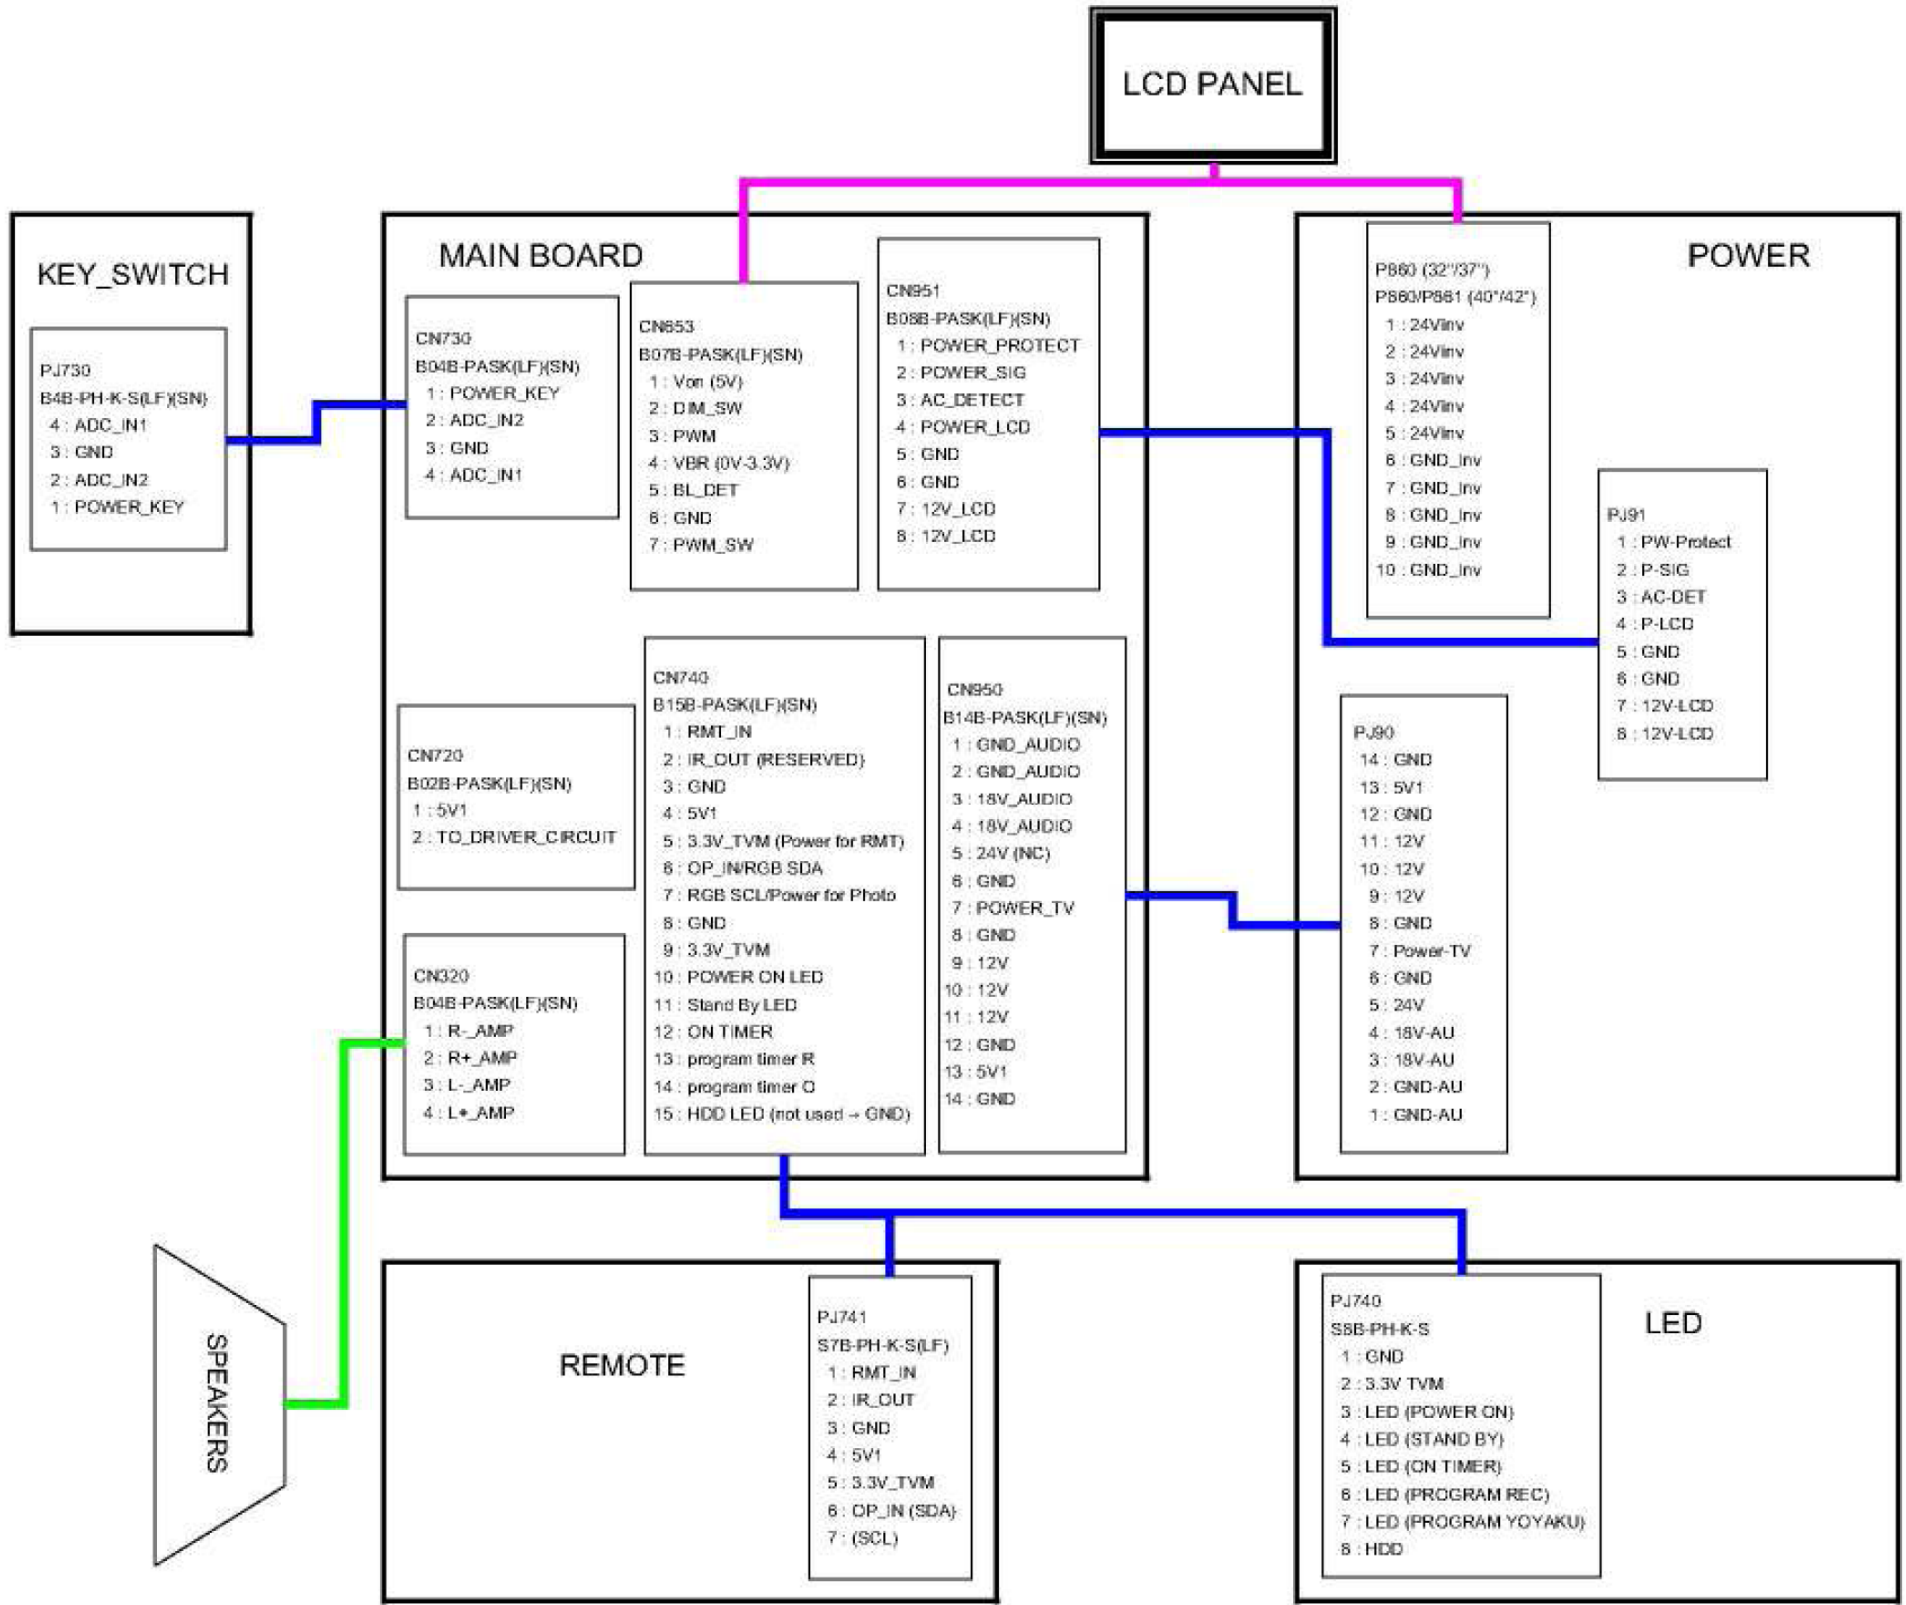 LCD PANEL
KEY_SWITCH
PJ730
B4B-PH-K-S(LF)(SN)
4 : ADC_IN1
3 : GND
2 : ADC_IN2
1 : POWER_KEY
MAIN BOARD
CN730
B04B-PASK(LF)(SN)
1 : POWER_KEY
2 : ADC_IN2
3 : GND
4 : ADC_IN1
CN653
B07B-PASK(LF)(SN)
1 : Von (5V)
2 : DIM_SW
3 : PWM
4 : VBR (0V-3.3V)
5 : BL_DET
6 : GND
7 : PWM_SW
CN951
B08B-PASK(LF)(SN)
1 : POWER_PROTECT
2 : POWER_SIG
3 : AC_DETECT
4 : POWER_LCD
5 : GND
6 : GND
7 : 12V_LCD
8 : 12V_LCD
CN720
B02B-PASK(LF)(SN)
1 : 5V1
2 : TO_DRIVER_CIRCUIT
CN320
B04B-PASK(LF)(SN)
1 : R-_AMP
2 : R+_AMP
3 : L-_AMP
4 : L+_AMP
CN740
B15B-PASK(LF)(SN)
1 : RMT_IN
2 : IR_OUT (RESERVED)
3 : GND
4 : 5V1
5 : 3.3V_TVM (Power for RMT)
6 : OP_IN/RGB SDA
7 : RGB SCL/Power for Photo
8 : GND
9 : 3.3V_TVM
10 : POWER ON LED
11 : Stand By LED
12 : ON TIMER
13 : program timer R
14 : program timer O
15 : HDD LED (not used → GND)
CN950
B14B-PASK(LF)(SN)
1 : GND_AUDIO
2 : GND_AUDIO
3 : 18V_AUDIO
4 : 18V_AUDIO
5 : 24V (NC)
6 : GND
7 : POWER_TV
8 : GND
9 : 12V
10 : 12V
11 : 12V
12 : GND
13 : 5V1
14 : GND
POWER
P860 (32"/37")
P860/P861 (40"/42")
1 : 24Vinv
2 : 24Vinv
3 : 24Vinv
4 : 24Vinv
5 : 24Vinv
6 : GND_Inv
7 : GND_Inv
8 : GND_Inv
9 : GND_Inv
10 : GND_Inv
PJ91
1 : PW-Protect
2 : P-SIG
3 : AC-DET
4 : P-LCD
5 : GND
6 : GND
7 : 12V-LCD
8 : 12V-LCD
PJ90
14 : GND
13 : 5V1
12 : GND
11 : 12V
10 : 12V
9 : 12V
8 : GND
7 : Power-TV
6 : GND
5 : 24V
4 : 18V-AU
3 : 18V-AU
2 : GND-AU
1 : GND-AU
SPEAKERS
REMOTE
PJ741
S7B-PH-K-S(LF)
1 : RMT_IN
2 : IR_OUT
3 : GND
4 : 5V1
5 : 3.3V_TVM
6 : OP_IN (SDA)
7 : (SCL)
LED
PJ740
S8B-PH-K-S
1 : GND
2 : 3.3V TVM
3 : LED (POWER ON)
4 : LED (STAND BY)
5 : LED (ON TIMER)
6 : LED (PROGRAM REC)
7 : LED (PROGRAM YOYAKU)
8 : HDD